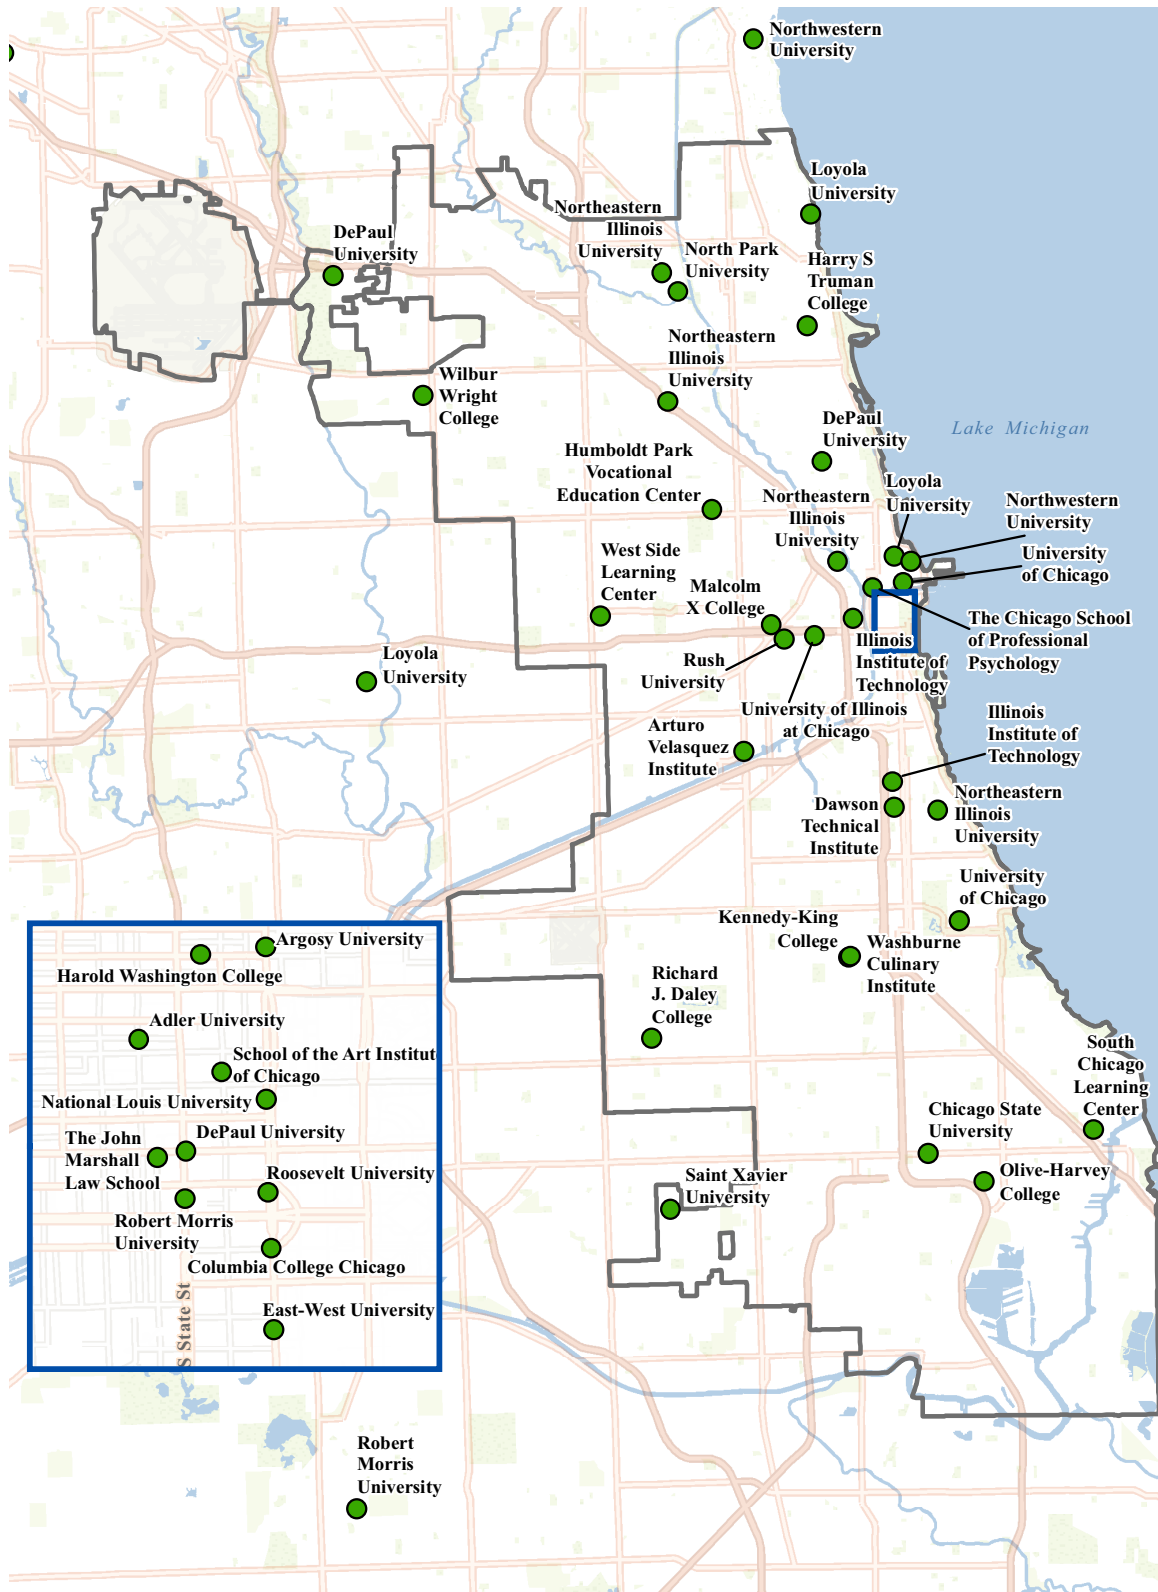 Northwestern
University
Loyola
University
Northeastern
Illinois
University
DePaul
University
North Park
University
Harry S
Truman
College
Northeastern
Illinois
University
Wilbur
Wright
College
DePaul
University
Lake Michigan
Humboldt Park
Vocational
Education Center
Loyola
University
Northeastern
Illinois
University
Northwestern
University
West Side
Learning
Center
University
of Chicago
Malcolm
X College
The Chicago School
of Professional
Psychology
Illinois
Institute of
Technology
Loyola
University
Rush
University
University of Illinois
at Chicago
Illinois
Institute of
Technology
Arturo
Velasquez
Institute
Northeastern
Illinois
University
Dawson
Technical
Institute
University
of Chicago
Kennedy-King
College
Washburne
Culinary
Institute
Richard
J. Daley
College
South
Chicago
Learning
Center
Chicago State
University
Olive-Harvey
College
Saint Xavier
University
Argosy University
Harold Washington College
Adler University
School of the Art Institut
of Chicago
National Louis University
DePaul University
The John
Marshall
Law School
Roosevelt University
Robert Morris
University
Columbia College Chicago
East-West University
S State St
Robert
Morris
University